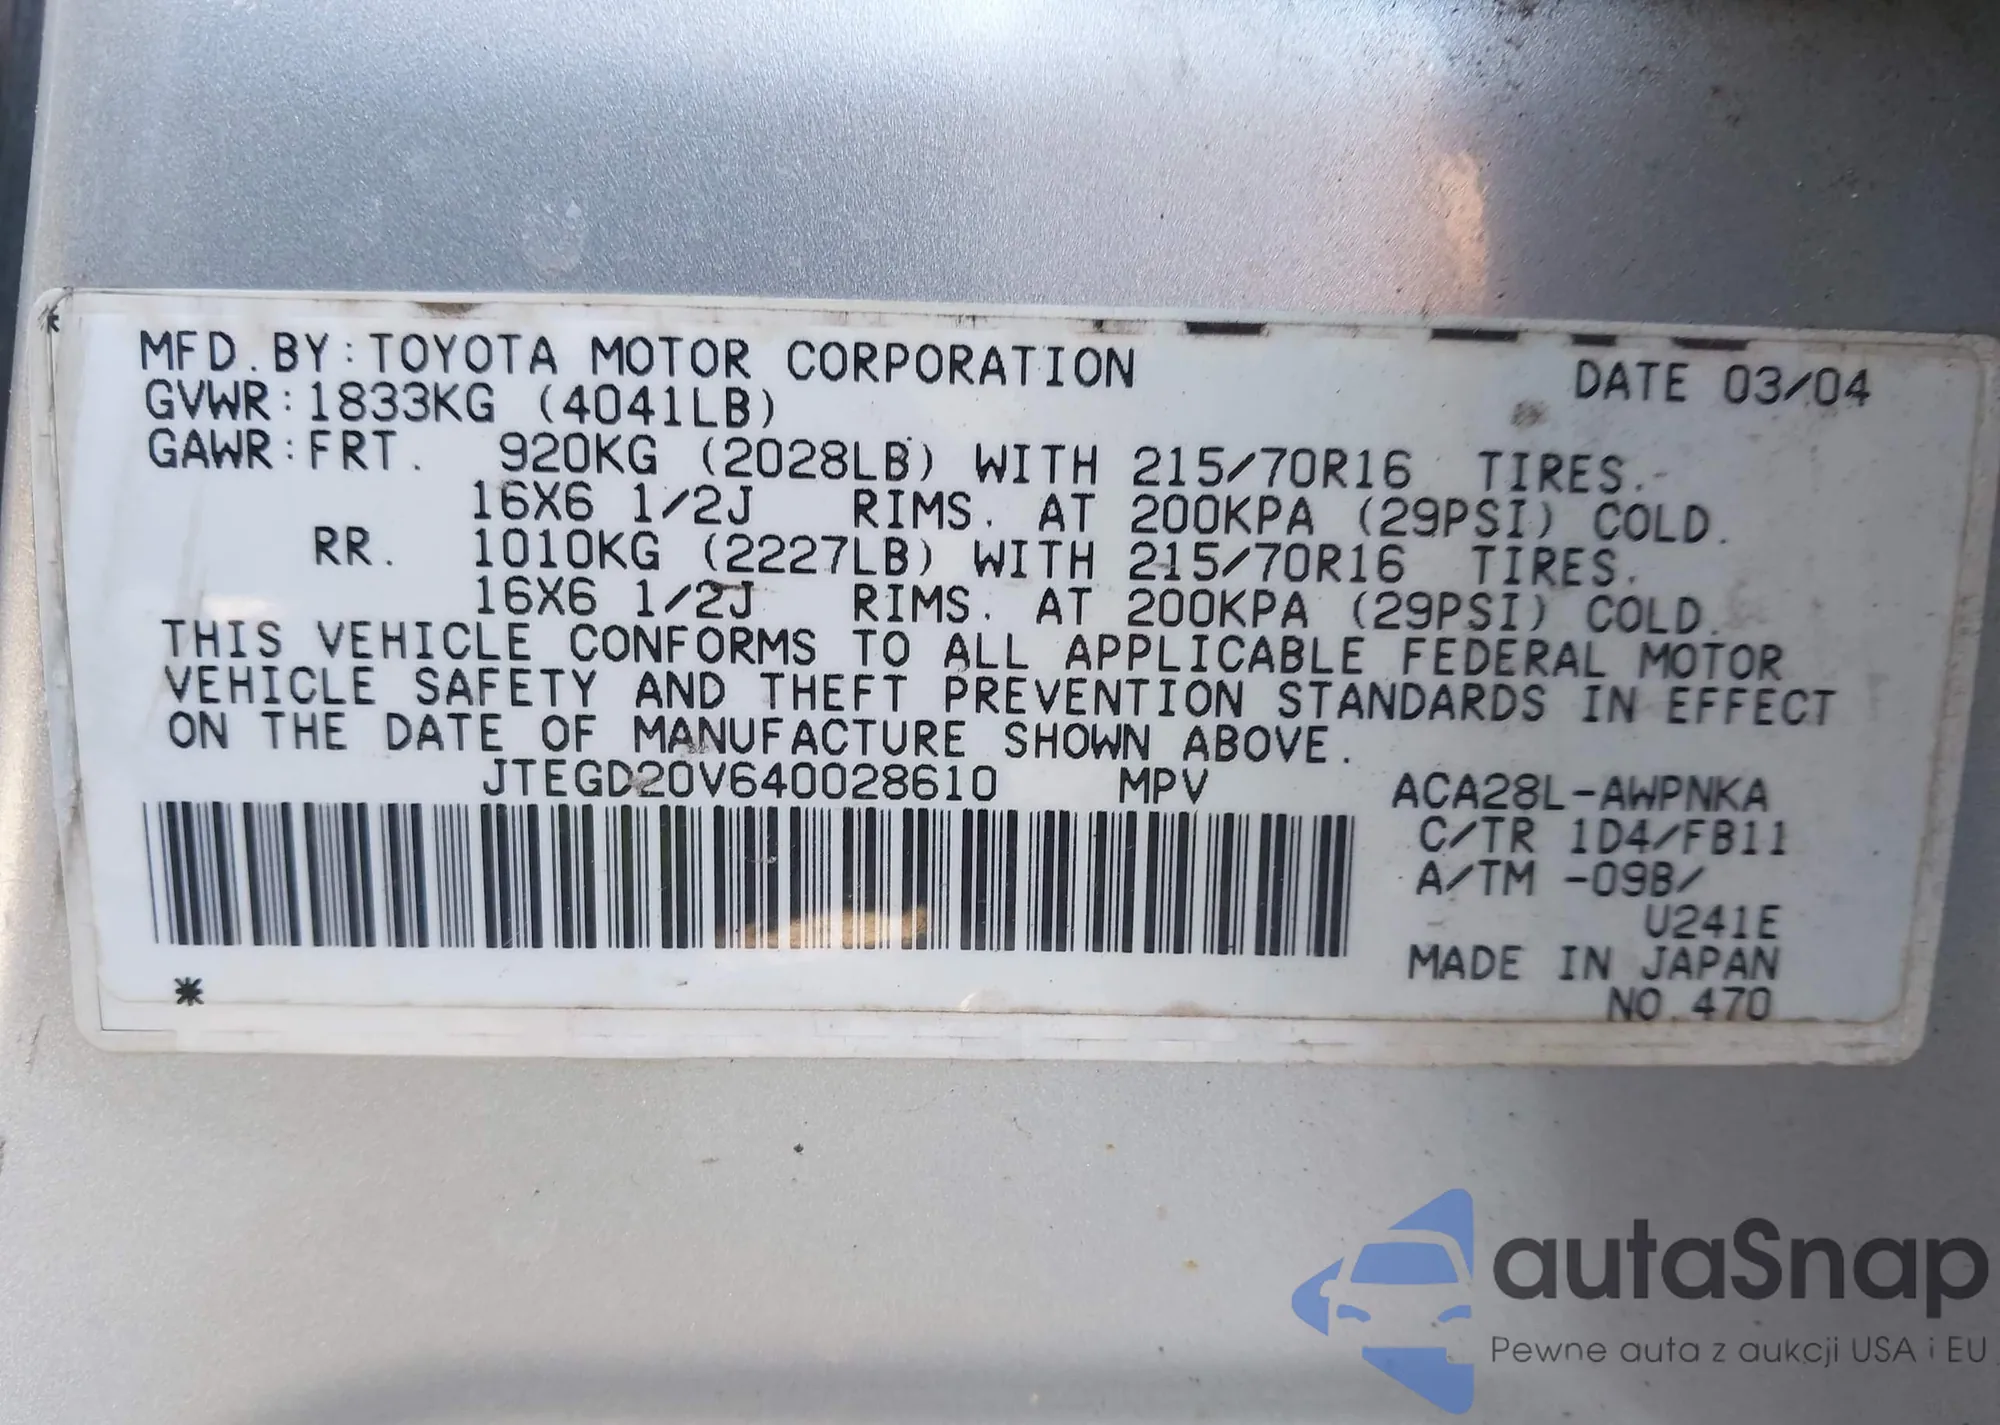 MFD.BY:TOYOTA MOTOR CORPORATION DATE 03/04
GVWR:1833KG (4041LB)
GAWR:FRT. 920KG (2028LB) WITH 215/70R16 TIRES.
16X6 1/2J RIMS. AT 200KPA (29PSI) COLD.
RR. 1010KG (2227LB) WITH 215/70R16 TIRES.
16X6 1/2J RIMS. AT 200KPA (29PSI) COLD.
THIS VEHICLE CONFORMS TO ALL APPLICABLE FEDERAL MOTOR
VEHICLE SAFETY AND THEFT PREVENTION STANDARDS IN EFFECT
ON THE DATE OF MANUFACTURE SHOWN ABOVE.
JTEGD20V640028610 MPV ACA28L-AWPNKA
C/TR 1D4/FB11
A/TM -09B/
U241E
MADE IN JAPAN
NO.470
autaSnap
Pewne auta z aukcji USA i EU